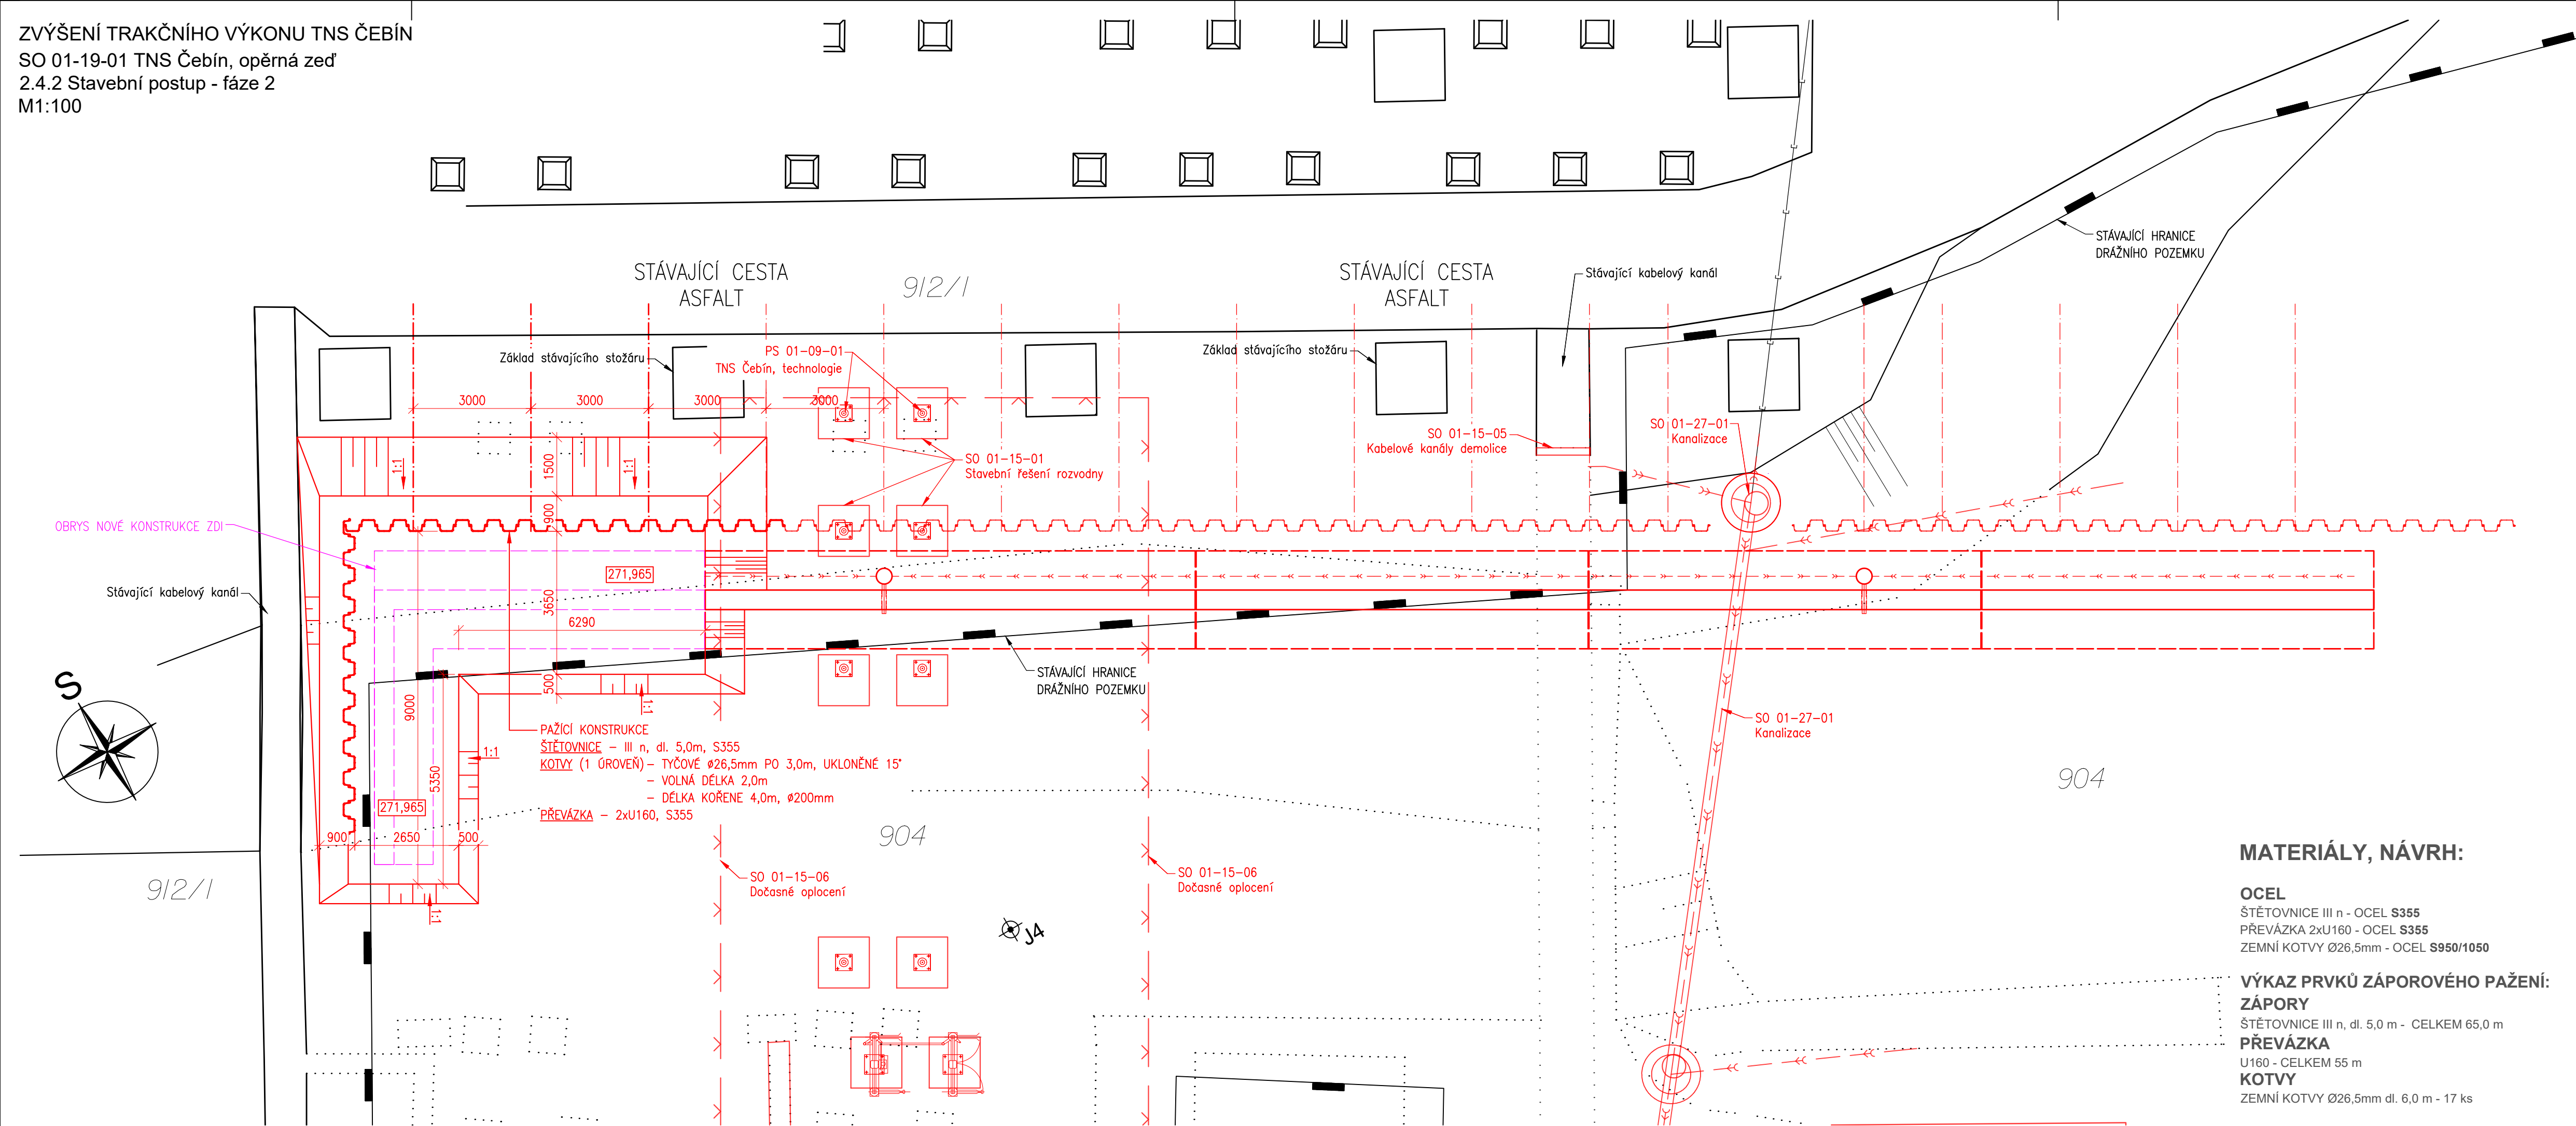 ZVÝŠENÍ TRAKČNÍHO VÝKONU TNS ČEBÍN
SO 01-19-01 TNS Čebín, opěrná zeď
2.4.2 Stavební postup - fáze 2
M1:100
STÁVAJÍCÍ CESTA
ASFALT
912/1
STÁVAJÍCÍ CESTA
ASFALT
Stávající kabelový kanál
STÁVAJÍCÍ HRANICE
DRÁŽNÍHO POZEMKU
Základ stávajícího stožáru
PS 01-09-01
TNS Čebín, technologie
Základ stávajícího stožáru
3000
3000
3000
3000
SO 01-15-05
Kabelové kanály demolice
SO 01-27-01
Kanalizace
1:1
1500
1:1
SO 01-15-01
Stavební řešení rozvodny
900
OBRYS NOVÉ KONSTRUKCE ZDI
271,965
Stávající kabelový kanál
3650
6290
STÁVAJÍCÍ HRANICE
DRÁŽNÍHO POZEMKU
500
1:1
S
9000
PAŽÍCÍ KONSTRUKCE
ŠTĚTOVNICE – III n, dl. 5,0m, S355
KOTVY (1 ÚROVEŇ) – TYČOVÉ ø26,5mm PO 3,0m, UKLONĚNÉ 15°
– VOLNÁ DÉLKA 2,0m
– DÉLKA KOŘENE 4,0m, ø200mm
PŘEVÁZKA – 2xU160, S355
1:1
5350
271,965
900
2650
500
1:1
SO 01-27-01
Kanalizace
904
904
912/1
SO 01-15-06
Dočasné oplocení
SO 01-15-06
Dočasné oplocení
J4
MATERIÁLY, NÁVRH:
OCEL
ŠTĚTOVNICE III n - OCEL S355
PŘEVÁZKA 2xU160 - OCEL S355
ZEMNÍ KOTVY Ø26,5mm - OCEL S950/1050
VÝKAZ PRVKŮ ZÁPOROVÉHO PAŽENÍ:
ZÁPORY
ŠTĚTOVNICE III n, dl. 5,0 m - CELKEM 65,0 m
PŘEVÁZKA
U160 - CELKEM 55 m
KOTVY
ZEMNÍ KOTVY Ø26,5mm dl. 6,0 m - 17 ks